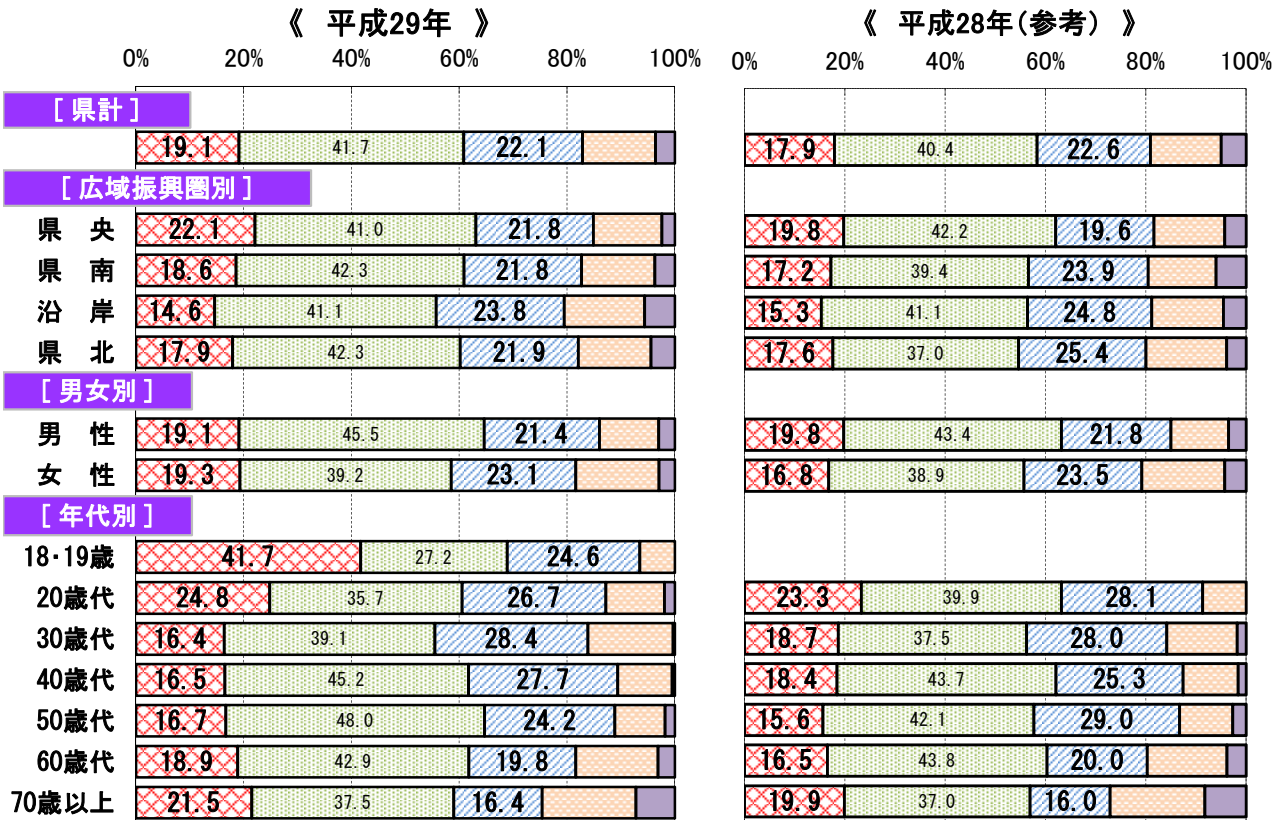 《 平成29年 》 《 平成28年(参考) 》
0% 20% 40% 60% 80% 100% 0% 20% 40% 60% 80% 100%
[ 県計 ]
19.1 41.7 22.1 17.9 40.4 22.6
[ 広域振興圏別 ]
県 央 22.1 41.0 21.8 19.8 42.2 19.6
県 南 18.6 42.3 21.8 17.2 39.4 23.9
沿 岸 14.6 41.1 23.8 15.3 41.1 24.8
県 北 17.9 42.3 21.9 17.6 37.0 25.4
[ 男女別 ]
男 性 19.1 45.5 21.4 19.8 43.4 21.8
女 性 19.3 39.2 23.1 16.8 38.9 23.5
[ 年代別 ]
18・19歳 41.7 27.2 24.6
20歳代 24.8 35.7 26.7 23.3 39.9 28.1
30歳代 16.4 39.1 28.4 18.7 37.5 28.0
40歳代 16.5 45.2 27.7 18.4 43.7 25.3
50歳代 16.7 48.0 24.2 15.6 42.1 29.0
60歳代 18.9 42.9 19.8 16.5 43.8 20.0
70歳以上 21.5 37.5 16.4 19.9 37.0 16.0